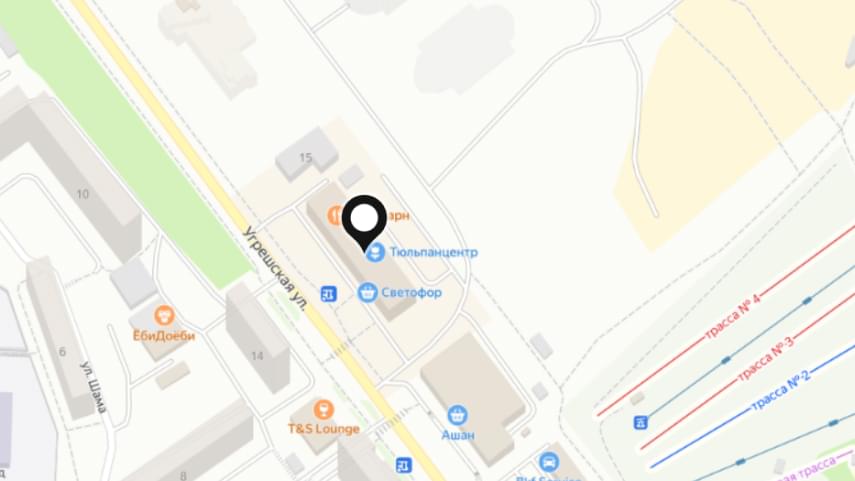 15
10
арн
Угрешская ул.
Тюльпанцентр
Светофор
трасса № 4
ЁбиДоёби
трасса № 3
6
ул. Шама
14
трасса № 2
T&S Lounge
Ашан
8
ая трасса